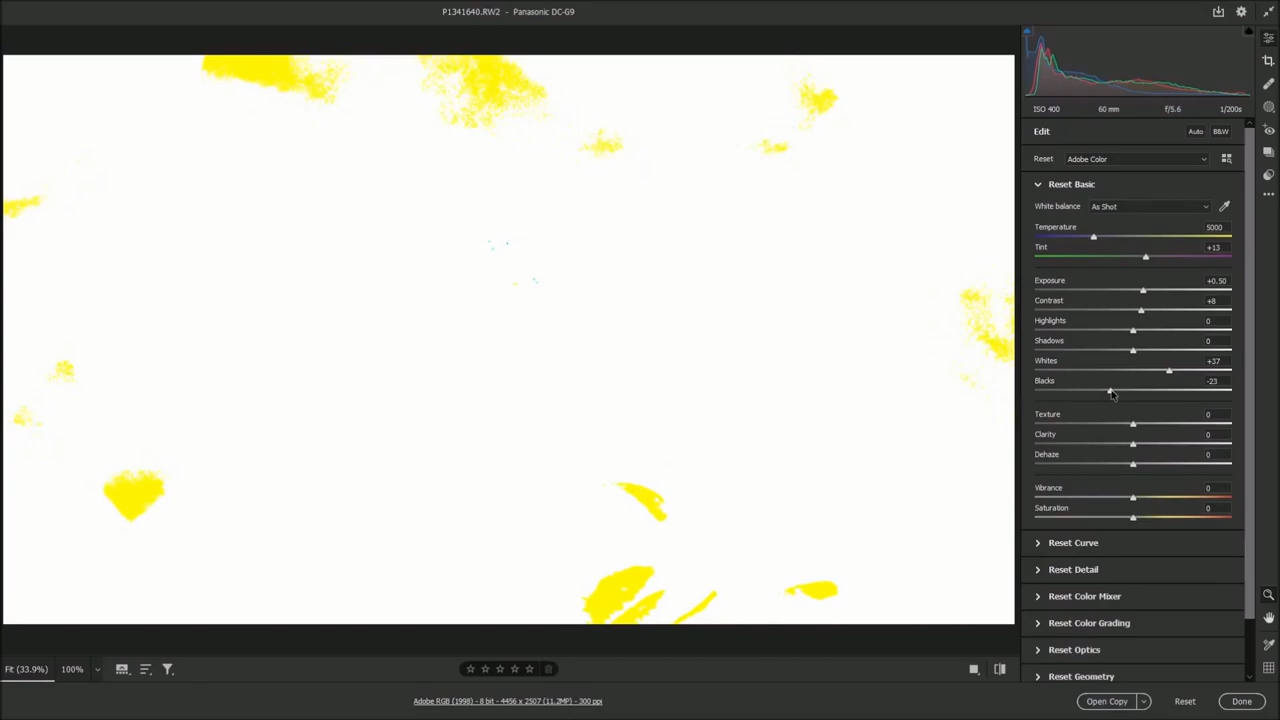 P1341640.RW2 - Panasonic DC-G9
ISO 400 60 mm f/5.6 1/200s
Edit Auto B&W
Reset Adobe Color
Reset Basic
White balance As Shot
Temperature 5000
Tint +13
Exposure +0.50
Contrast +8
Highlights 0
Shadows 0
Whites +37
Blacks -23
Texture 0
Clarity 0
Dehaze 0
Vibrance 0
Saturation 0
Reset Curve
Reset Detail
Reset Color Mixer
Reset Color Grading
Reset Optics
Reset Geometry
Fit (33.9%) 100%
Adobe RGB (1998) - 8 bit - 4456 x 2507 (11.2MP) - 300 ppi
Open Copy Reset Done